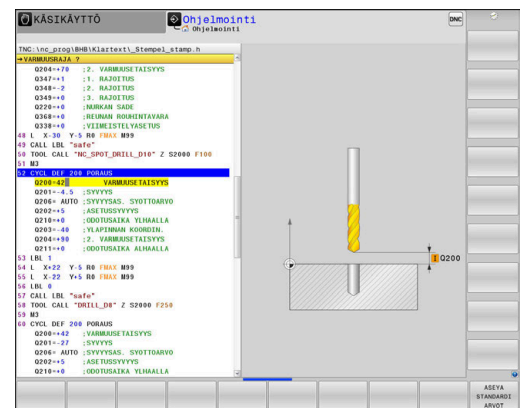 KÄSIKÄYTTÖ
Ohjelmointi
Ohjelmointi
DNC
TNC:\nc_prog\BHB\Klartext\_Stempel_stamp.h
→VARMUUSRAJA ?
Q204=+70 ;2. VARMUUSETAISYYS
Q347=+1 ;1. RAJOITUS
Q348=-2 ;2. RAJOITUS
Q349=+0 ;3. RAJOITUS
Q220=+0 ;NURKAN SADE
Q368=+0 ;REUNAN ROUHINTAVARA
Q338=+0 ;VIIMEISTELYASETUS
48 L X-30 Y-5 R0 FMAX M99
49 CALL LBL "safe"
50 TOOL CALL "NC_SPOT_DRILL_D10" Z S2000 F100
51 M3
52 CYCL DEF 200 PORAUS
Q200=42 VARMUUSETAISYYS
Q201=-4.5 ;SYVYYS
Q206= AUTO ;SYVYYSAS. SYOTTOARVO
Q202=+5 ;ASETUSSYVYYS
Q210=+0 ;ODOTUSAIKA YLHAALLA
Q203=-40 ;YLAPINNAN KOORDIN.
Q204=+90 ;2. VARMUUSETAISYYS
Q211=+0 ;ODOTUSAIKA ALHAALLA
53 LBL 1
54 L X+22 Y-5 R0 FMAX M99
55 L X-22 Y+5 R0 FMAX M99
56 LBL 0
57 CALL LBL "safe"
58 TOOL CALL "DRILL_D8" Z S2000 F250
59 M3
60 CYCL DEF 200 PORAUS
Q200=+42 ;VARMUUSETAISYYS
Q201=-27 ;SYVYYS
Q206= AUTO ;SYVYYSAS. SYOTTOARVO
Q202=+5 ;ASETUSSYVYYS
Q210=+0 ;ODOTUSAIKA YLHAALLA
I Q200
ASEYA
STANDARDI
ARVOT